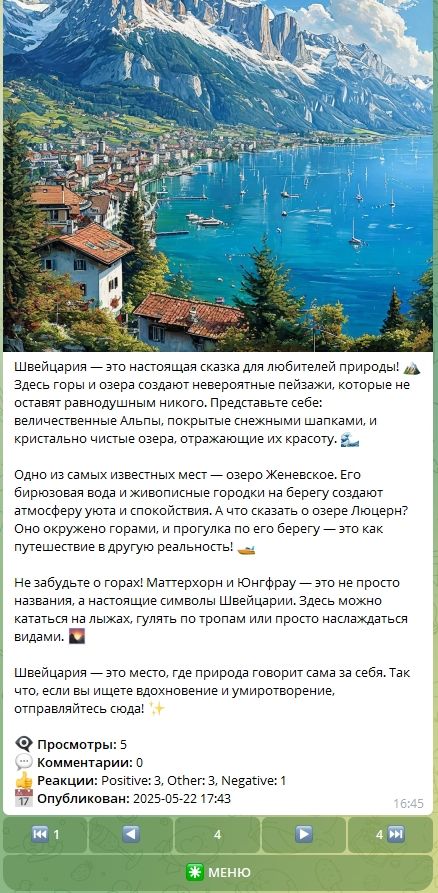 Швейцария — это настоящая сказка для любителей природы! 🏔️
Здесь горы и озера создают невероятные пейзажи, которые не
оставят равнодушным никого. Представьте себе:
величественные Альпы, покрытые снежными шапками, и
кристально чистые озера, отражающие их красоту. 🌊
Одно из самых известных мест — озеро Женевское. Его
бирюзовая вода и живописные городки на берегу создают
атмосферу уюта и спокойствия. А что сказать о озере Люцерн?
Оно окружено горами, и прогулка по его берегу — это как
путешествие в другую реальность! 🚤
Не забудьте о горах! Маттерхорн и Юнгфрау — это не просто
названия, а настоящие символы Швейцарии. Здесь можно
кататься на лыжах, гулять по тропам или просто наслаждаться
видами. 🌄
Швейцария — это место, где природа говорит сама за себя. Так
что, если вы ищете вдохновение и умиротворение,
отправляйтесь сюда! ✨
👁️‍🗨️ Просмотры: 5
💬 Комментарии: 0
👍 Реакции: Positive: 3, Other: 3, Negative: 1
📅 Опубликован: 2025-05-22 17:43
16:45
⏮️ 1 ◀️ 4 ▶️ 4 ⏭️
✳️ МЕНЮ